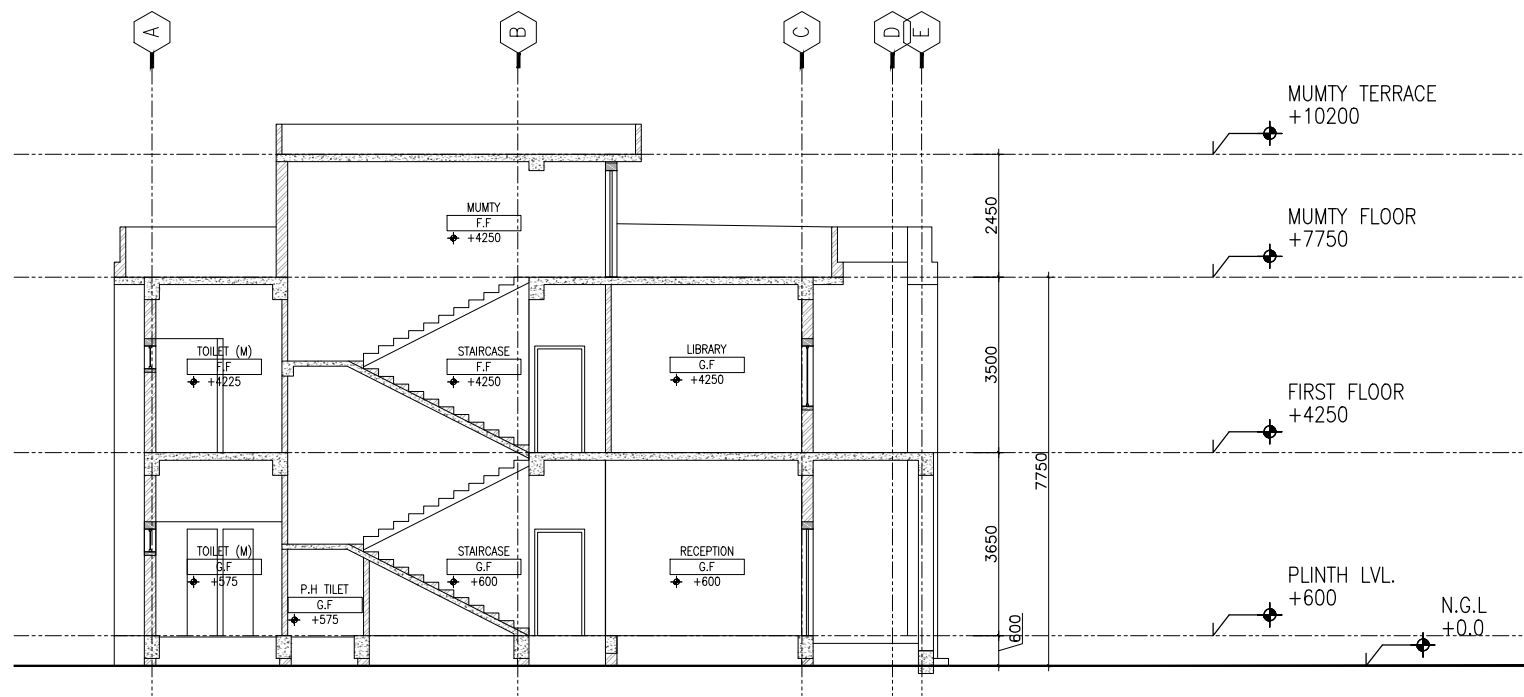 A
B
C
D
E
MUMTY TERRACE
+10200
MUMTY
F.F
+4250
2450
MUMTY FLOOR
+7750
TOILET (M)
F.F
+4225
STAIRCASE
F.F
+4250
LIBRARY
G.F
+4250
3500
FIRST FLOOR
+4250
7750
TOILET (M)
G.F
+575
P.H TILET
G.F
+575
STAIRCASE
G.F
+600
RECEPTION
G.F
+600
3650
600
PLINTH LVL.
+600
N.G.L
+0.0